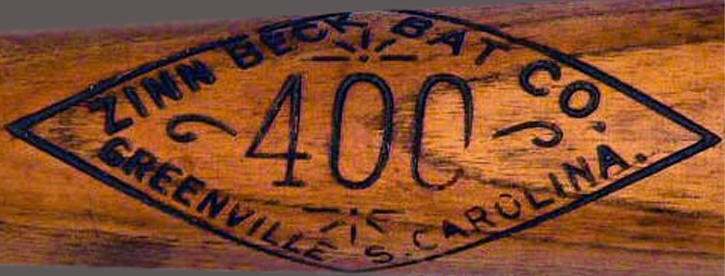 ZINN BECK BAT CO.
400
GREENVILLE S. CAROLINA.